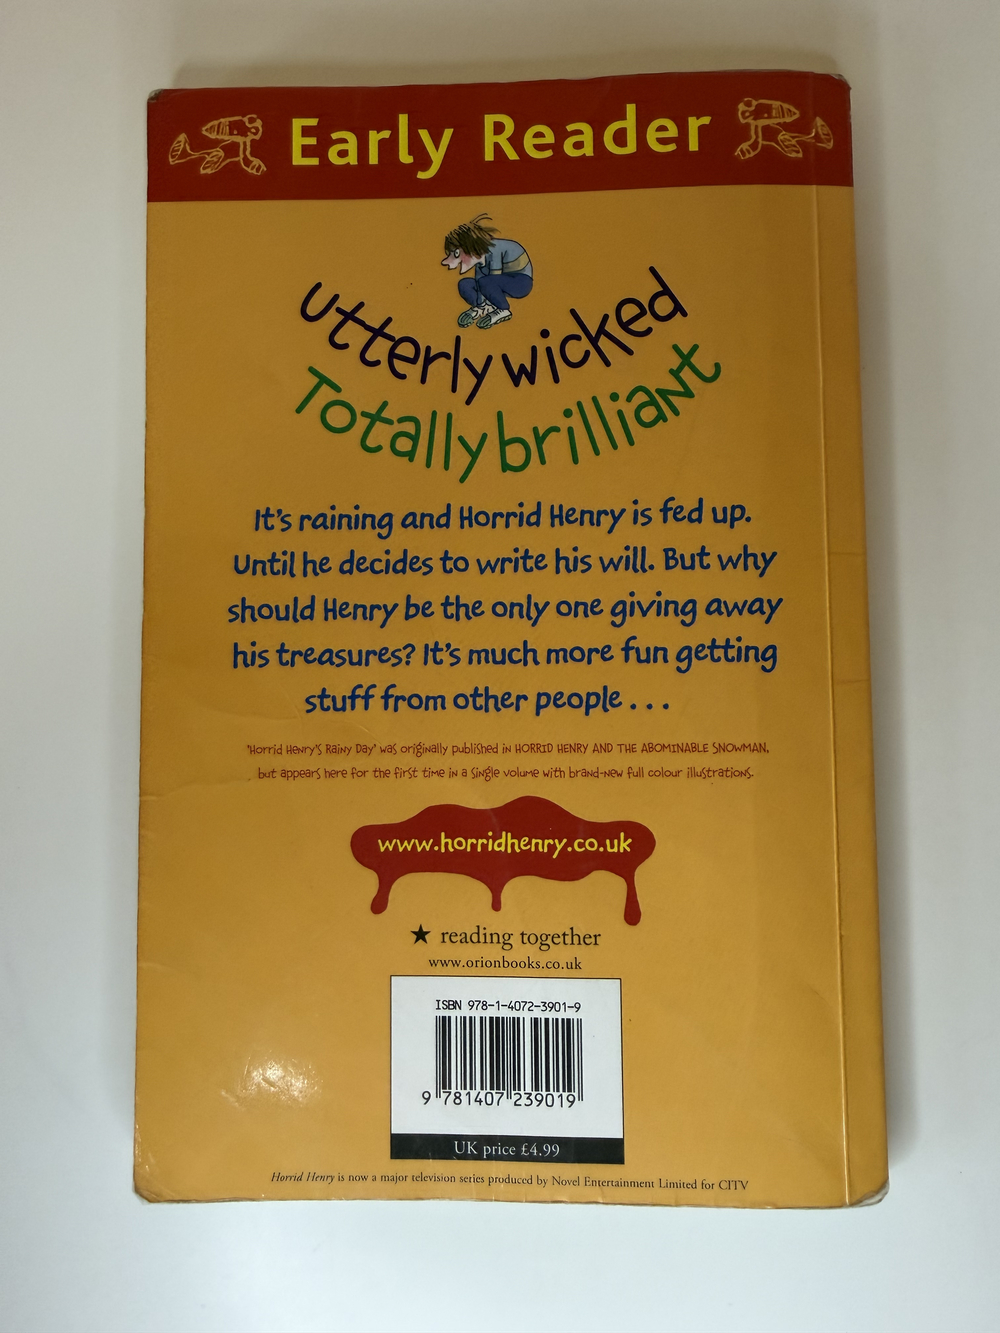 Early Reader
utterly wicked
Totally brilliant
It's raining and Horrid Henry is fed up.
Until he decides to write his will. But why
should Henry be the only one giving away
his treasures? It's much more fun getting
stuff from other people . . .
'Horrid Henry's Rainy Day' was originally published in HORRID HENRY AND THE ABOMINABLE SNOWMAN,
but appears here for the first time in a single volume with brand-new full colour illustrations.
www.horridhenry.co.uk
★ reading together
www.orionbooks.co.uk
ISBN 978-1-4072-3901-9
9 781407 239019
UK price £4.99
Horrid Henry is now a major television series produced by Novel Entertainment Limited for CITV